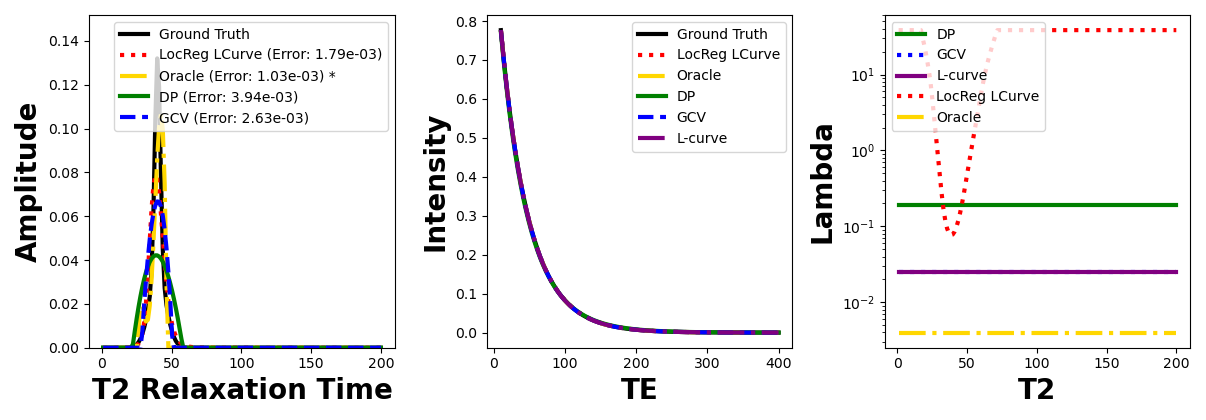 0.14
0.12
0.10
0.08
0.06
0.04
0.02
0.00
Amplitude
0
50
100
150
200
T2 Relaxation Time
Ground Truth
LocReg LCurve (Error: 1.79e-03)
Oracle (Error: 1.03e-03) *
DP (Error: 3.94e-03)
GCV (Error: 2.63e-03)
0.8
0.7
0.6
0.5
0.4
0.3
0.2
0.1
0.0
Intensity
0
100
200
300
400
TE
Ground Truth
LocReg LCurve
Oracle
DP
GCV
L-curve
10¹
10⁰
10⁻¹
10⁻²
Lambda
0
50
100
150
200
T2
DP
GCV
L-curve
LocReg LCurve
Oracle